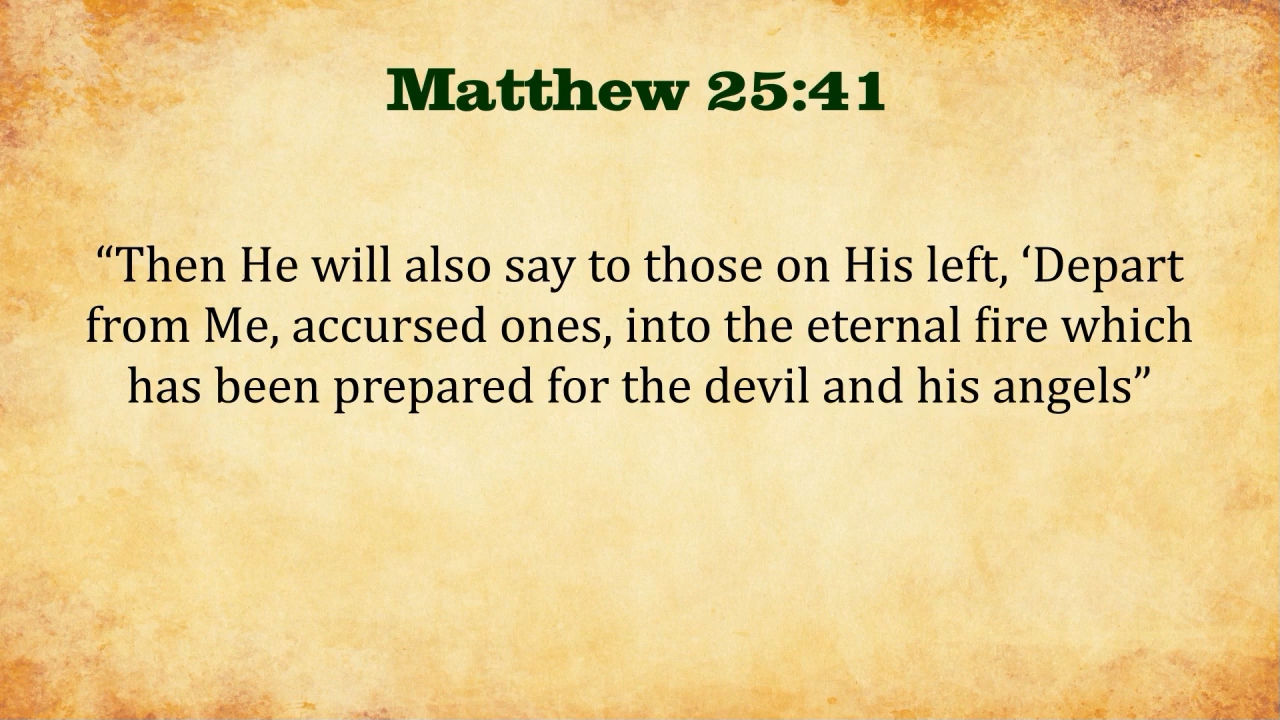 Matthew 25:41
“Then He will also say to those on His left, ‘Depart
from Me, accursed ones, into the eternal fire which
has been prepared for the devil and his angels”